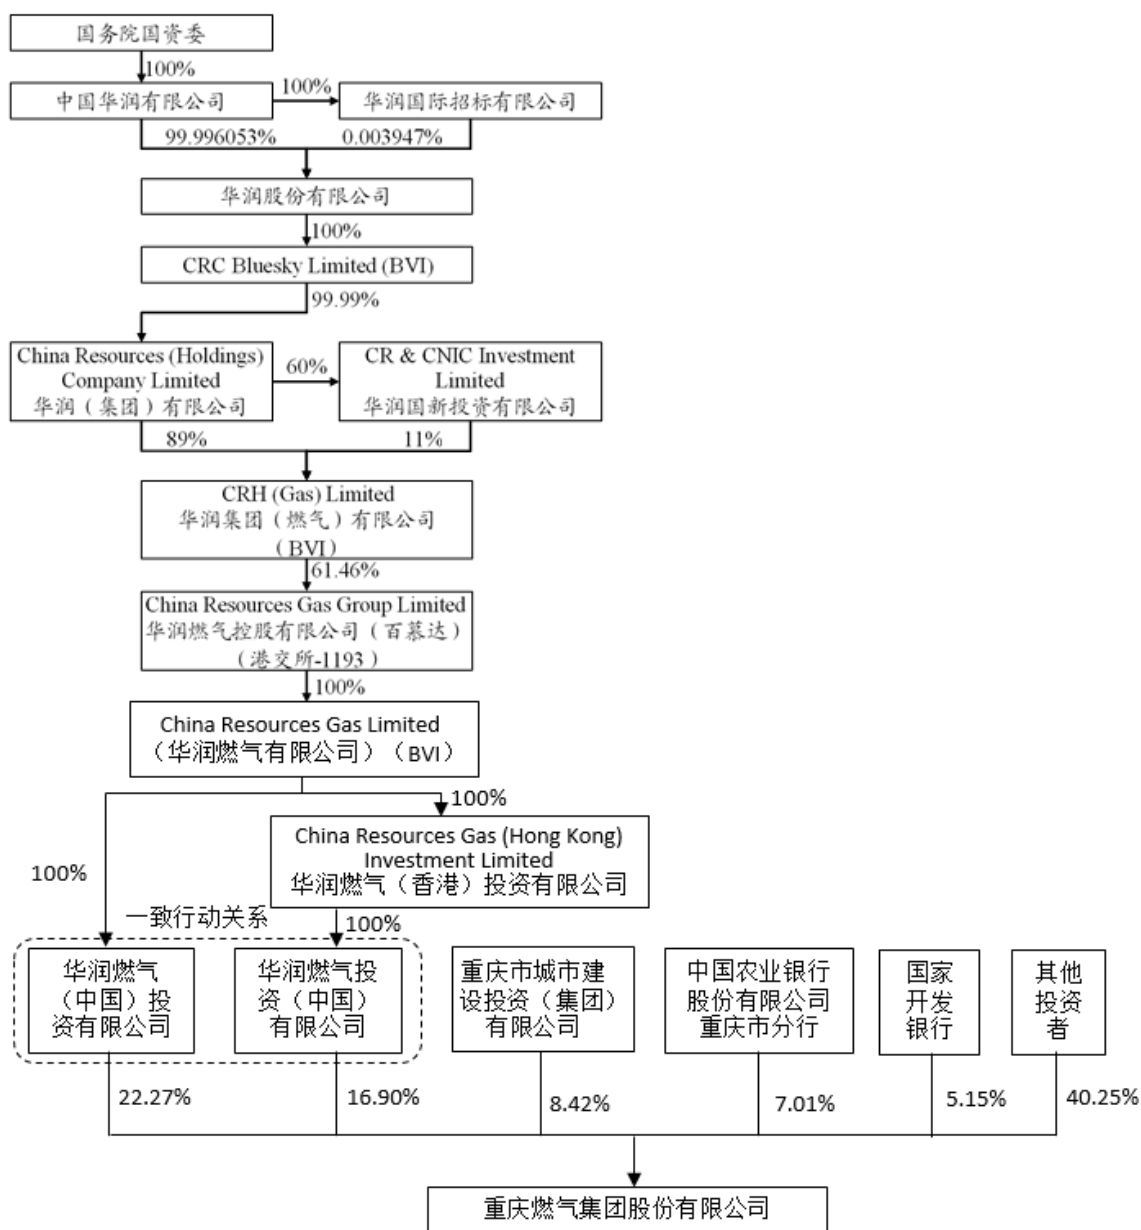 国务院国资委
100%
中国华润有限公司
100%
华润国际招标有限公司
99.996053%
0.003947%
华润股份有限公司
100%
CRC Bluesky Limited (BVI)
99.99%
China Resources (Holdings)
Company Limited
华润（集团）有限公司
60%
CR & CNIC Investment
Limited
华润国新投资有限公司
89%
11%
CRH (Gas) Limited
华润集团（燃气）有限公司
（BVI）
61.46%
China Resources Gas Group Limited
华润燃气控股有限公司（百慕达）
（港交所-1193）
100%
China Resources Gas Limited
（华润燃气有限公司）（BVI）
100%
China Resources Gas (Hong Kong)
Investment Limited
华润燃气（香港）投资有限公司
100%
一致行动关系
100%
华润燃气
（中国）投
资有限公司
华润燃气投
资（中国）
有限公司
重庆市城市建
设投资（集团）
有限公司
中国农业银行
股份有限公司
重庆市分行
国家
开发
银行
其他
投资
者
22.27%
16.90%
8.42%
7.01%
5.15%
40.25%
重庆燃气集团股份有限公司